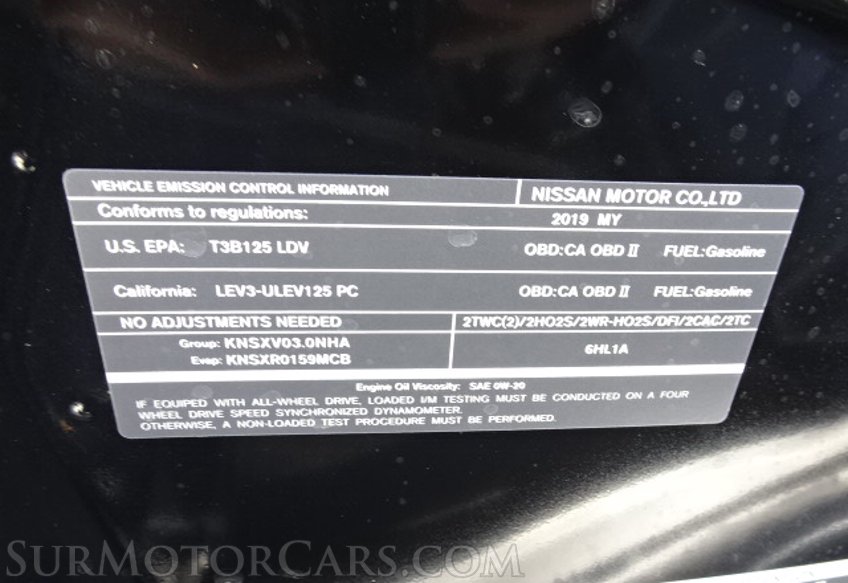 VEHICLE EMISSION CONTROL INFORMATION NISSAN MOTOR CO.,LTD
Conforms to regulations: 2019 MY
U.S. EPA: T3B125 LDV OBD:CA OBD II FUEL:Gasoline
California: LEV3-ULEV125 PC OBD:CA OBD II FUEL:Gasoline
NO ADJUSTMENTS NEEDED 2TWC(2)/2HO2S/2WR-HO2S/DFI/2CAC/2TC
Group: KNSXV03.0NHA
Evap: KNSXR0159MCB
6HL1A
Engine Oil Viscosity: SAE 0W-20
IF EQUIPPED WITH ALL-WHEEL DRIVE, LOADED I/M TESTING MUST BE CONDUCTED ON A FOUR
WHEEL DRIVE SPEED SYNCHRONIZED DYNAMOMETER.
OTHERWISE, A NON-LOADED TEST PROCEDURE MUST BE PERFORMED.
SurMotorCars.com